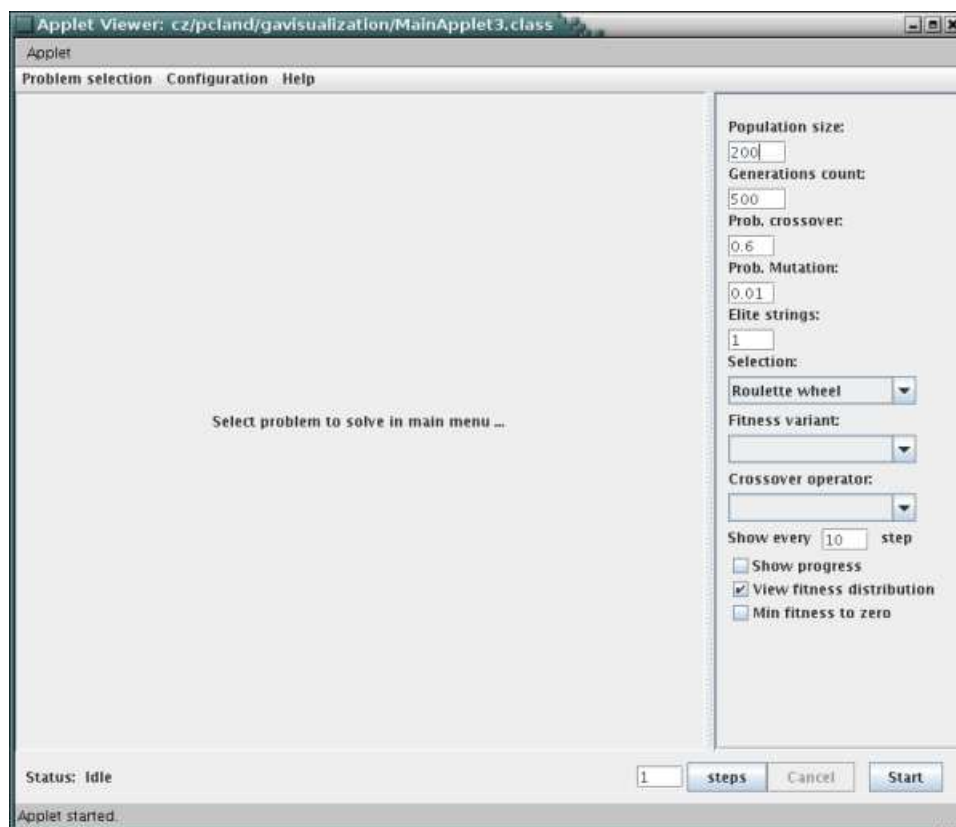 Applet Viewer: cz/pcland/gavisualization/MainApplet3.class
Applet
Problem selection Configuration Help
Select problem to solve in main menu ...
Population size:
200
Generations count:
500
Prob. crossover:
0.6
Prob. Mutation:
0.01
Elite strings:
1
Selection:
Roulette wheel
Fitness variant:
Crossover operator:
Show every 10 step
Show progress
View fitness distribution
Min fitness to zero
Status: Idle
1 steps Cancel Start
Applet started.